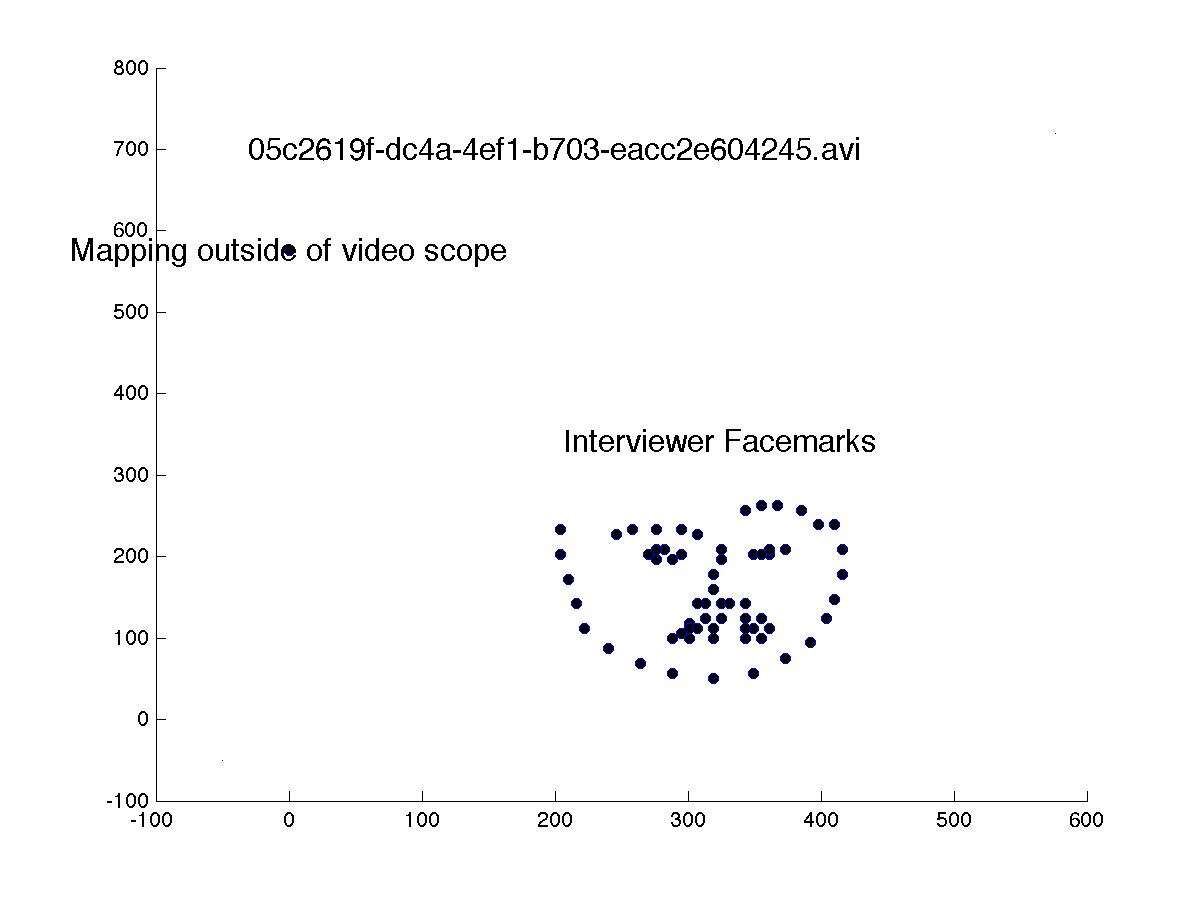 800
700
05c2619f-dc4a-4ef1-b703-eacc2e604245.avi
600
Mapping outside of video scope
500
400
Interviewer Facemarks
300
200
100
0
-100
-100 0 100 200 300 400 500 600